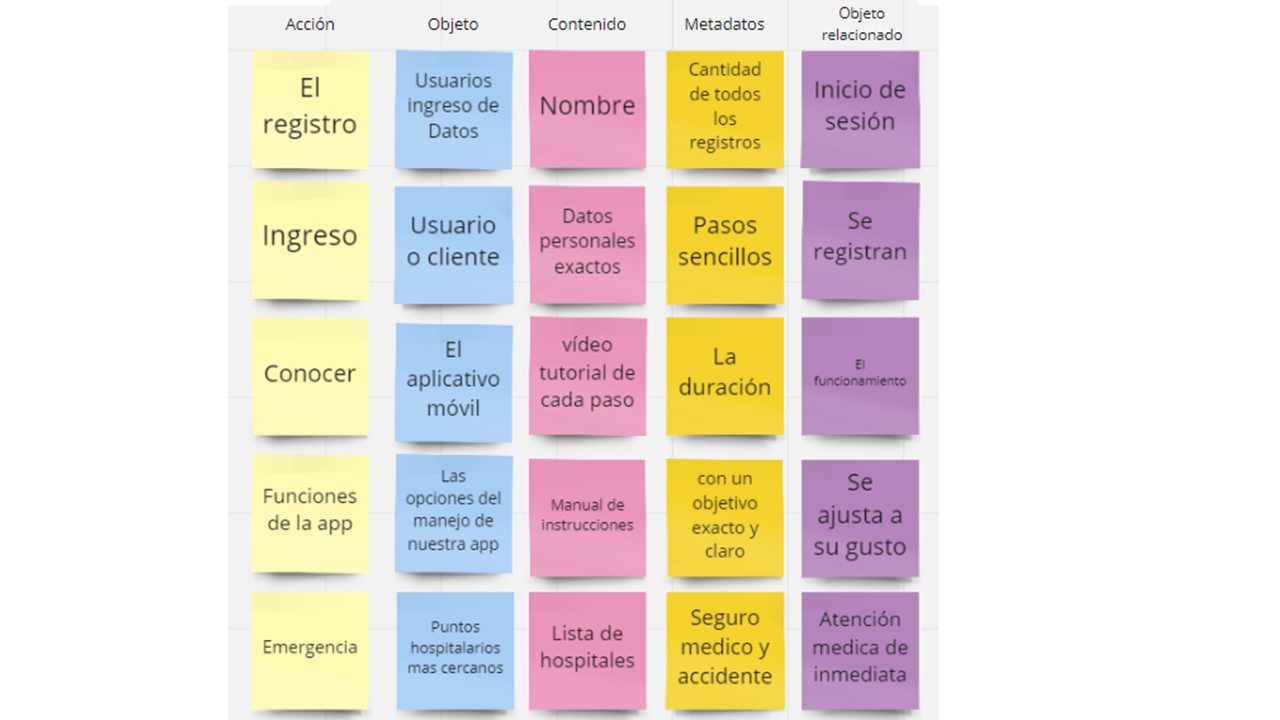 Acción
Objeto
Contenido
Metadatos
Objeto
relacionado
El
registro
Usuarios
ingreso de
Datos
Nombre
Cantidad
de todos
los
registros
Inicio de
sesión
Ingreso
Usuario
o cliente
Datos
personales
exactos
Pasos
sencillos
Se
registran
Conocer
El
aplicativo
móvil
vídeo
tutorial de
cada paso
La
duración
El
funcionamiento
Funciones
de la app
Las
opciones del
manejo de
nuestra app
Manual de
instrucciones
con un
objetivo
exacto y
claro
Se
ajusta a
su gusto
Emergencia
Puntos
hospitalarios
mas cercanos
Lista de
hospitales
Seguro
medico y
accidente
Atención
medica de
inmediata